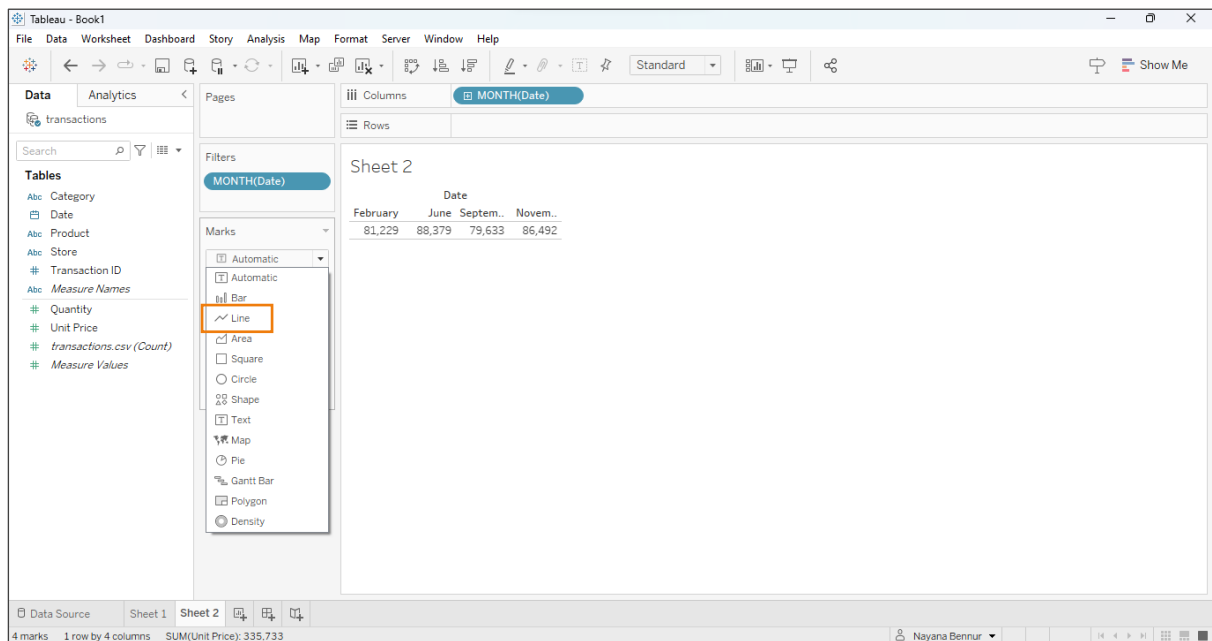 Tableau - Book1
File Data Worksheet Dashboard Story Analysis Map Format Server Window Help
Standard
Show Me
Data Analytics
transactions
Search
Tables
Abc Category
Date
Abc Product
Abc Store
# Transaction ID
Abc Measure Names
# Quantity
# Unit Price
# transactions.csv (Count)
# Measure Values
Pages
Filters
MONTH(Date)
Marks
Automatic
Automatic
Bar
Line
Area
Square
Circle
Shape
Text
Map
Pie
Gantt Bar
Polygon
Density
Columns MONTH(Date)
Rows
Sheet 2
Date
February June Septem.. Novem..
81,229 88,379 79,633 86,492
Data Source Sheet 1 Sheet 2
4 marks 1 row by 4 columns SUM(Unit Price): 335,733 Nayana Bennur